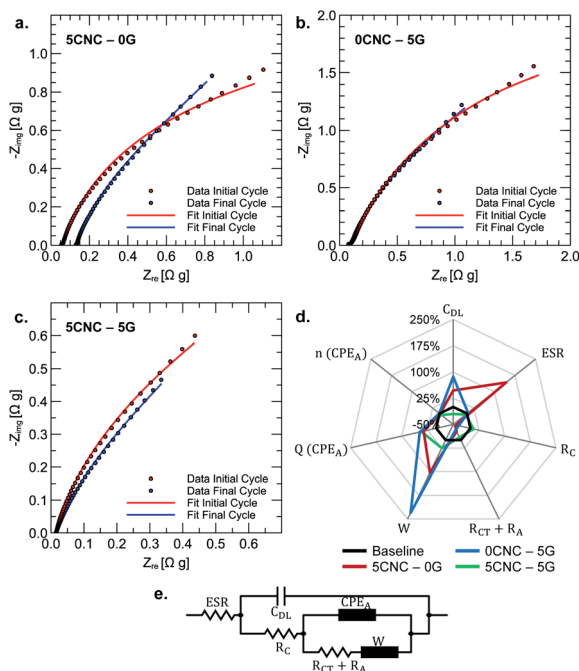 a.
5CNC – 0G
-Z_img [Ω g]
1.0
0.8
0.6
0.4
0.2
0.0
0.0 0.2 0.4 0.6 0.8 1.0
Z_re [Ω g]
Data Initial Cycle
Data Final Cycle
Fit Initial Cycle
Fit Final Cycle
b.
0CNC – 5G
-Z_img [Ω g]
2.0
1.5
1.0
0.5
0.0
0.0 0.5 1.0 1.5 2.0
Z_re [Ω g]
Data Initial Cycle
Data Final Cycle
Fit Initial Cycle
Fit Final Cycle
c.
5CNC – 5G
-Z_img [Ω g]
0.6
0.5
0.4
0.3
0.2
0.1
0.0
0.0 0.1 0.2 0.3 0.4 0.5 0.6
Z_re [Ω g]
Data Initial Cycle
Data Final Cycle
Fit Initial Cycle
Fit Final Cycle
d.
250%
175%
100%
25%
-50%
C_DL
ESR
R_C
R_CT + R_A
W
Q (CPE_A)
n (CPE_A)
Baseline
0CNC – 5G
5CNC – 0G
5CNC – 5G
e.
ESR
C_DL
CPE_A
R_C
W
R_CT + R_A